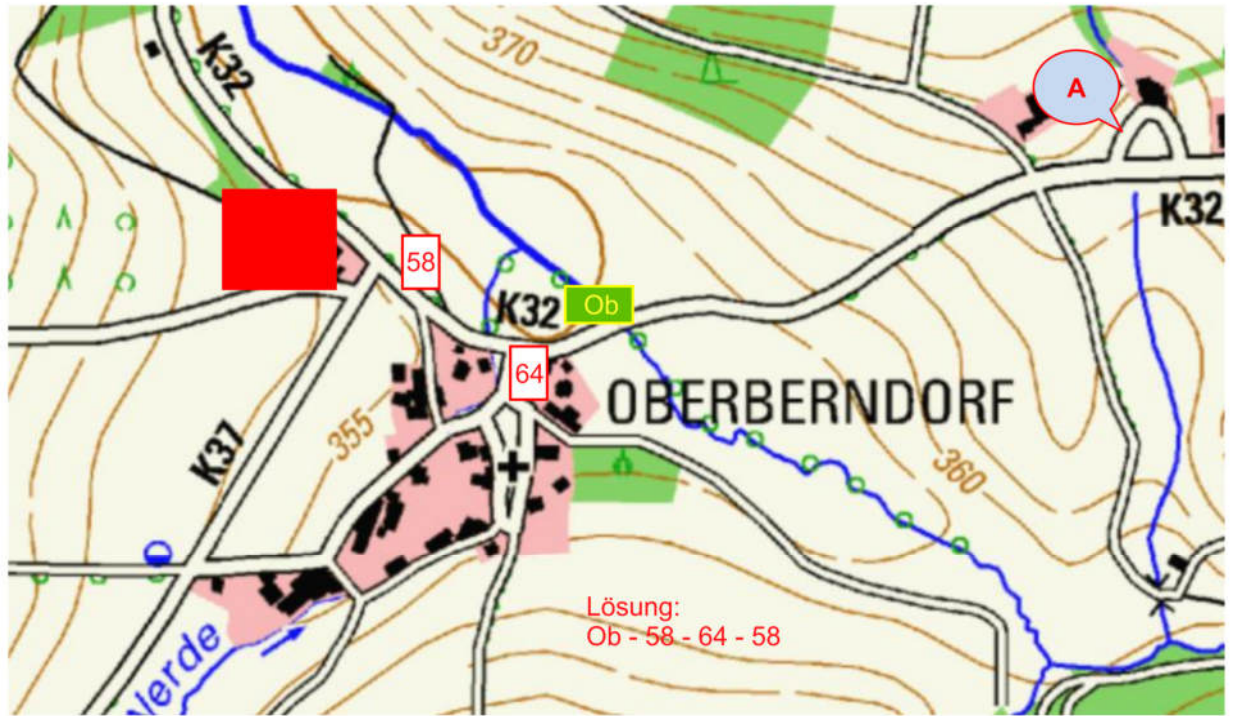 K32
370
A
K32
58
Ob
K32
64
OBERBERNDORF
355
K37
360
Lösung:
Ob - 58 - 64 - 58